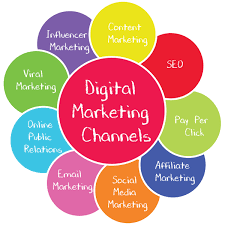 Digital
Marketing
Channels
Content
Marketing
SEO
Pay Per
Click
Affiliate
Marketing
Social
Media
Marketing
Email
Marketing
Online
Public
Relations
Viral
Marketing
Influencer
Marketing